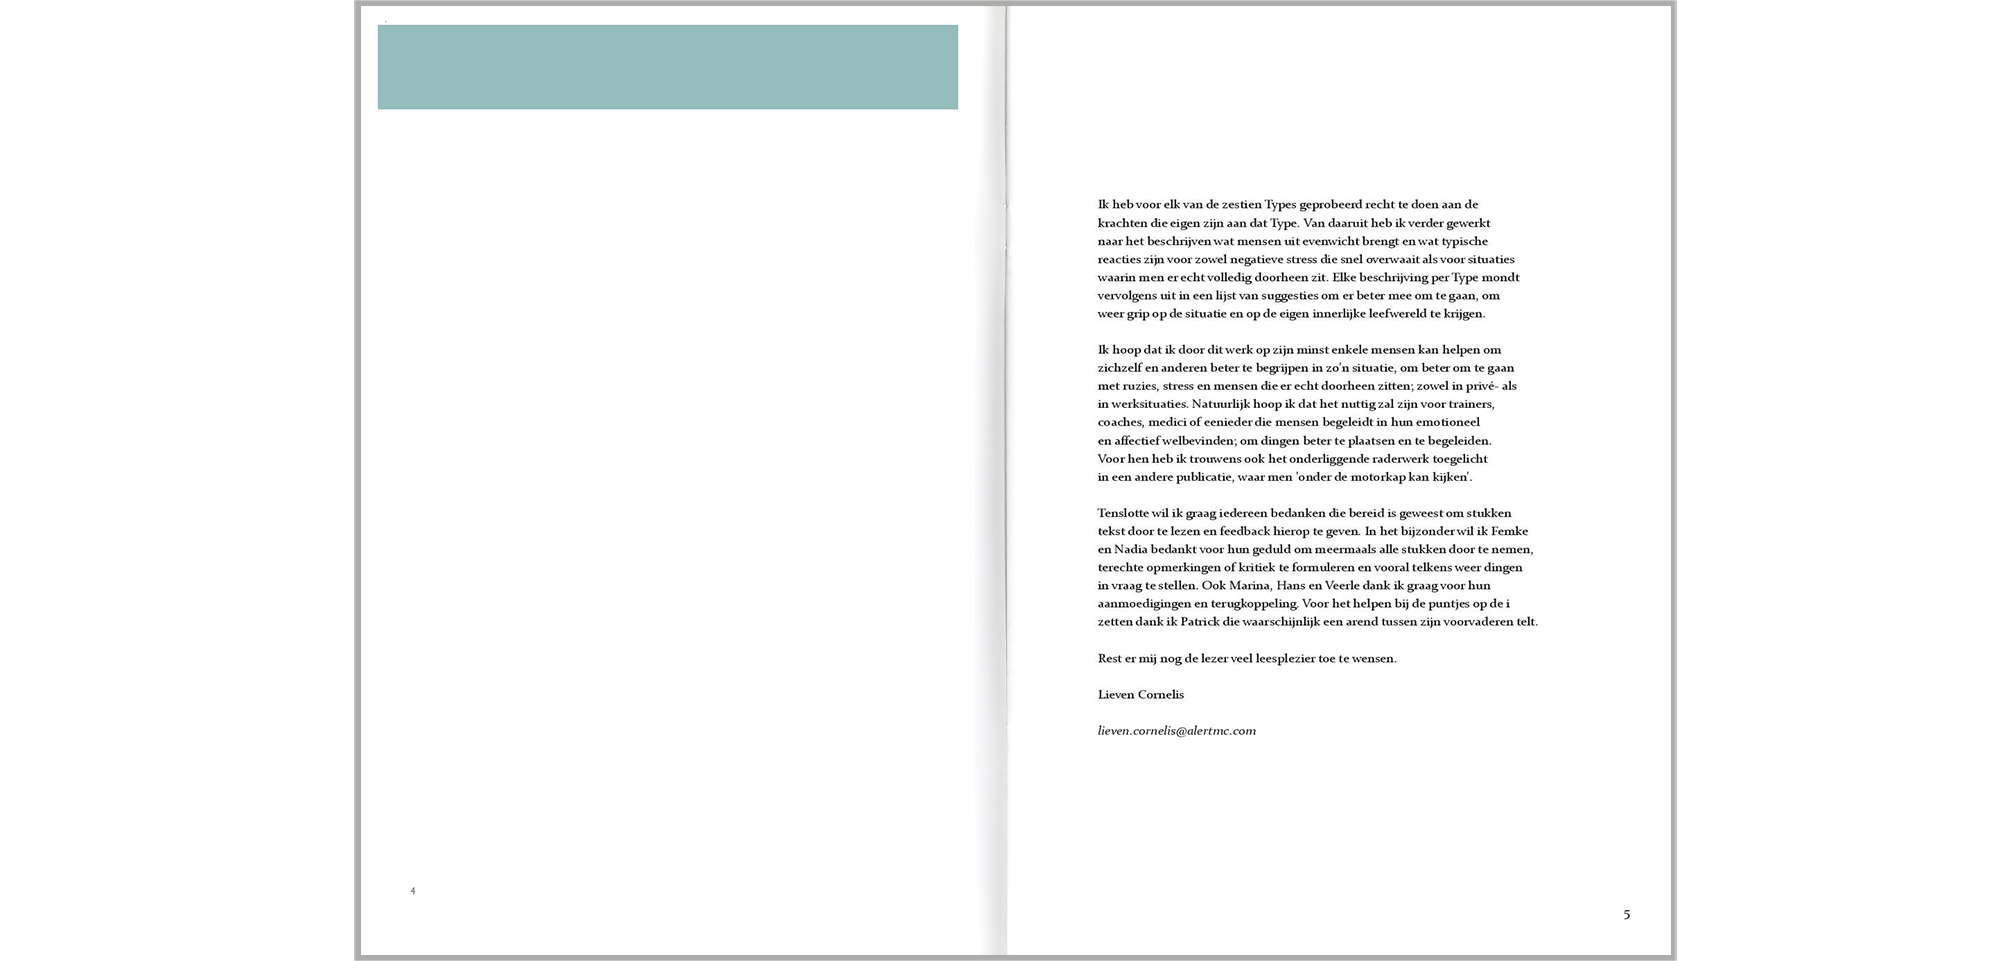 4
Ik heb voor elk van de zestien Types geprobeerd recht te doen aan de
krachten die eigen zijn aan dat Type. Van daaruit heb ik verder gewerkt
naar het beschrijven wat mensen uit evenwicht brengt en wat typische
reacties zijn voor zowel negatieve stress die snel overwaait als voor situaties
waarin men er echt volledig doorheen zit. Elke beschrijving per Type mondt
vervolgens uit in een lijst van suggesties om er beter mee om te gaan, om
weer grip op de situatie en op de eigen innerlijke leefwereld te krijgen.
Ik hoop dat ik door dit werk op zijn minst enkele mensen kan helpen om
zichzelf en anderen beter te begrijpen in zo'n situatie, om beter om te gaan
met ruzies, stress en mensen die er echt doorheen zitten; zowel in privé- als
in werksituaties. Natuurlijk hoop ik dat het nuttig zal zijn voor trainers,
coaches, medici of eenieder die mensen begeleidt in hun emotioneel
en affectief welbevinden; om dingen beter te plaatsen en te begeleiden.
Voor hen heb ik trouwens ook het onderliggende raderwerk toegelicht
in een andere publicatie, waar men 'onder de motorkap kan kijken'.
Tenslotte wil ik graag iedereen bedanken die bereid is geweest om stukken
tekst door te lezen en feedback hierop te geven. In het bijzonder wil ik Femke
en Nadia bedankt voor hun geduld om meermaals alle stukken door te nemen,
terechte opmerkingen of kritiek te formuleren en vooral telkens weer dingen
in vraag te stellen. Ook Marina, Hans en Veerle dank ik graag voor hun
aanmoedigingen en terugkoppeling. Voor het helpen bij de puntjes op de i
zetten dank ik Patrick die waarschijnlijk een arend tussen zijn voorvaderen telt.
Rest er mij nog de lezer veel leesplezier toe te wensen.
Lieven Cornelis
lieven.cornelis@alertmc.com
5